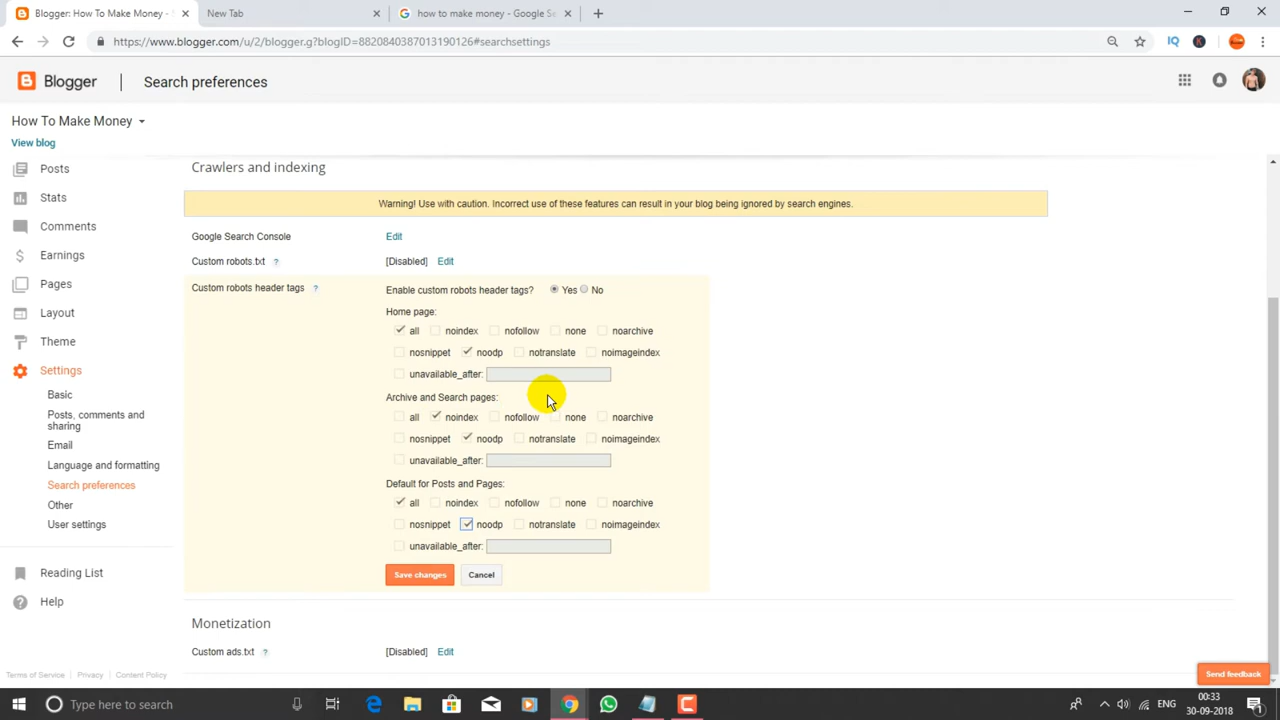 Blogger: How To Make Money - S
New Tab
how to make money - Google Se
https://www.blogger.com/u/2/blogger.g?blogID=8820840387013190126#searchsettings
Blogger
Search preferences
How To Make Money
View blog
Posts
Stats
Comments
Earnings
Pages
Layout
Theme
Settings
Basic
Posts, comments and
sharing
Email
Language and formatting
Search preferences
Other
User settings
Reading List
Help
Terms of Service | Privacy | Content Policy
Crawlers and indexing
Warning! Use with caution. Incorrect use of these features can result in your blog being ignored by search engines.
Google Search Console Edit
Custom robots.txt ? [Disabled] Edit
Custom robots header tags ? Enable custom robots header tags? Yes No
Home page:
all noindex nofollow none noarchive
nosnippet noodp notranslate noimageindex
unavailable_after:
Archive and Search pages:
all noindex nofollow none noarchive
nosnippet noodp notranslate noimageindex
unavailable_after:
Default for Posts and Pages:
all noindex nofollow none noarchive
nosnippet noodp notranslate noimageindex
unavailable_after:
Save changes Cancel
Monetization
Custom ads.txt ? [Disabled] Edit
Send feedback
Type here to search
ENG
00:33
30-09-2018